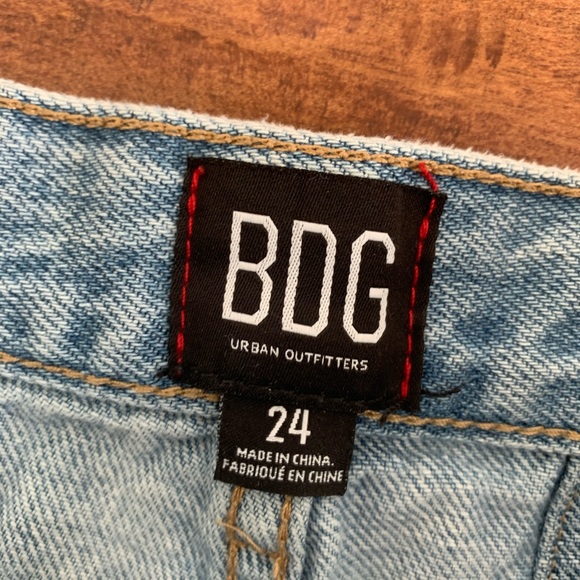 BDG
URBAN OUTFITTERS
24
MADE IN CHINA.
FABRIQUÉ EN CHINE